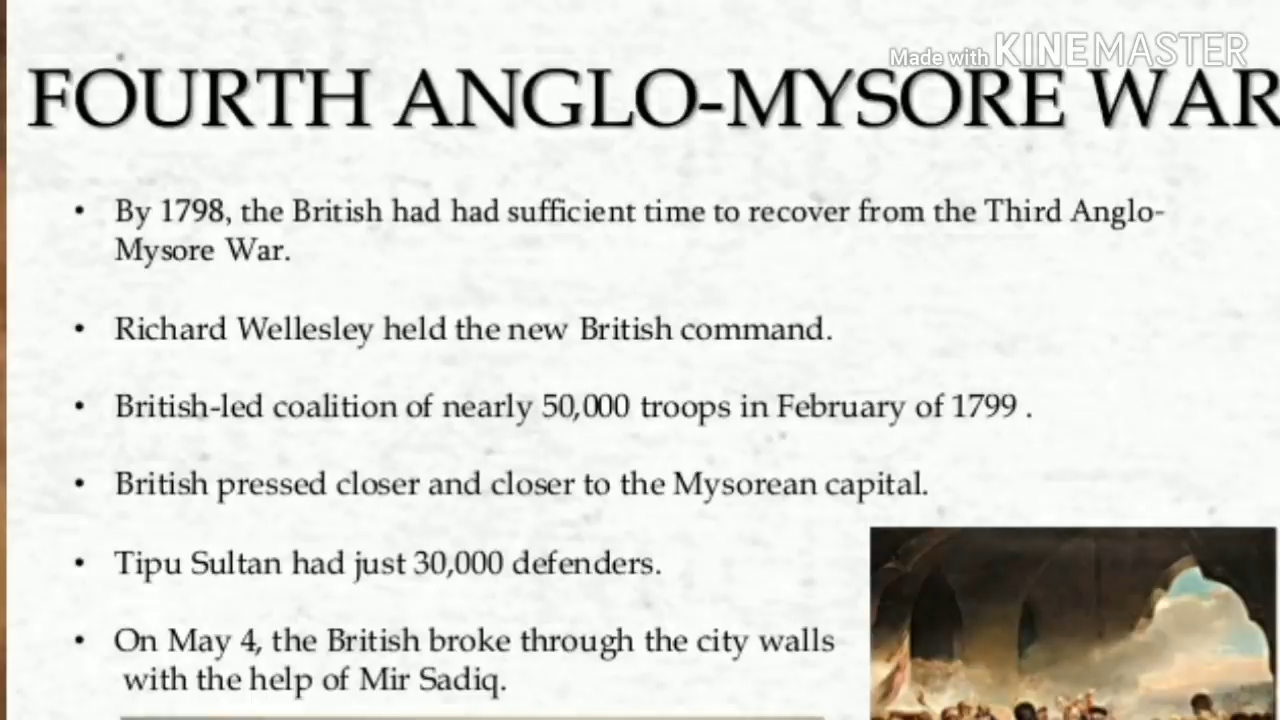 Made with KINEMASTER
FOURTH ANGLO-MYSORE WAR
• By 1798, the British had had sufficient time to recover from the Third Anglo-
Mysore War.
• Richard Wellesley held the new British command.
• British-led coalition of nearly 50,000 troops in February of 1799 .
• British pressed closer and closer to the Mysorean capital.
• Tipu Sultan had just 30,000 defenders.
• On May 4, the British broke through the city walls
with the help of Mir Sadiq.